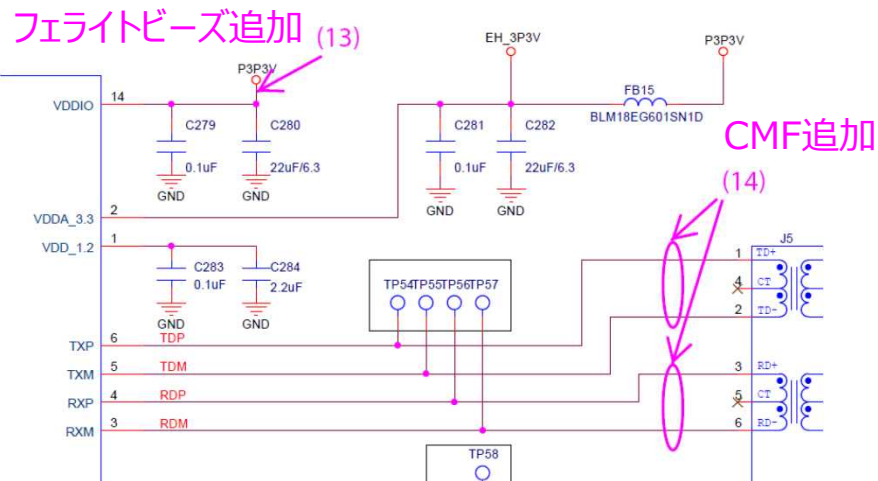 フェライトビーズ追加 (13)
EH_3P3V
P3P3V
P3P3V
FB15
BLM18EG601SN1D
VDDIO 14
C279
0.1uF
GND
C280
22uF/6.3
GND
C281
0.1uF
GND
C282
22uF/6.3
GND
CMF追加
(14)
VDDA_3.3 2
VDD_1.2 1
C283
0.1uF
GND
C284
2.2uF
GND
TP54 TP55 TP56 TP57
J5
1 TD+
4 CT
2 TD-
3 RD+
5 CT
6 RD-
TXP 6 TDP
TXM 5 TDM
RXP 4 RDP
RXM 3 RDM
TP58